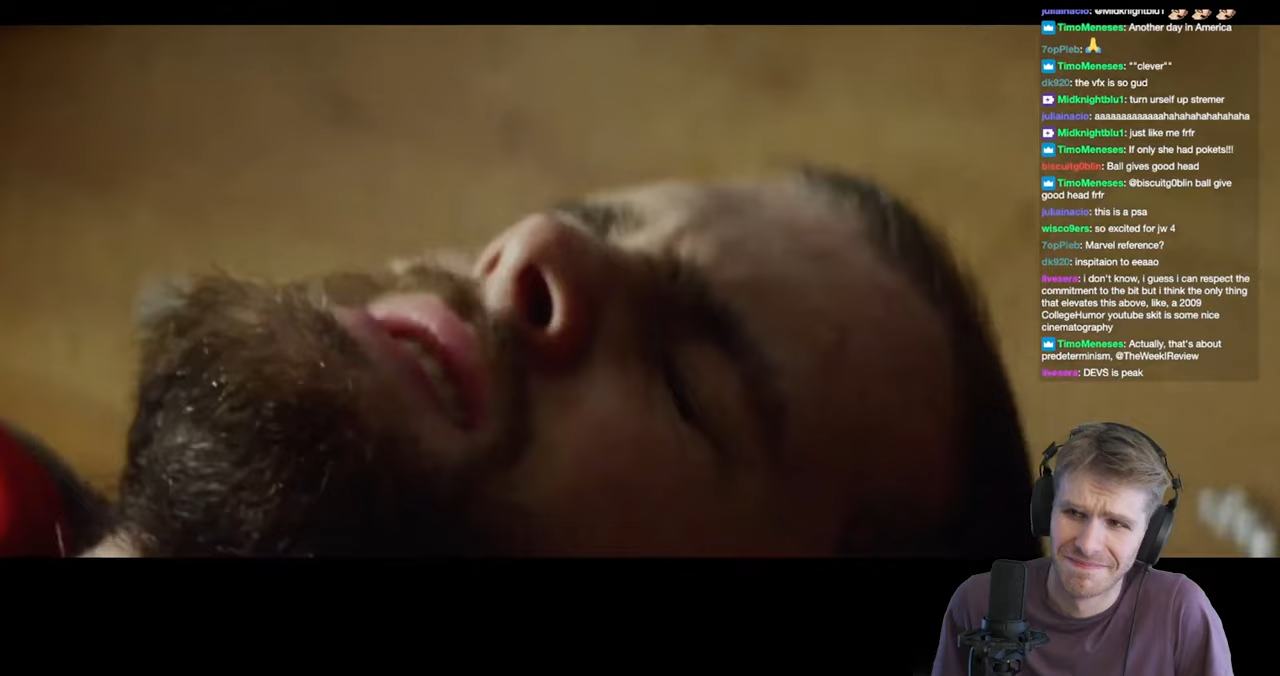 juliainacio: @Midknightblu1
TimoMeneses: Another day in America
7opPleb:
TimoMeneses: ""clever""
dk920: the vfx is so gud
Midknightblu1: turn urself up stremer
juliainacio: aaaaaaaaaaaaahahahahahahahaha
Midknightblu1: just like me frfr
TimoMeneses: If only she had pokets!!!
biscuitg0blin: Ball gives good head
TimoMeneses: @biscuitg0blin ball give
good head frfr
juliainacio: this is a psa
wisco9ers: so excited for jw 4
7opPleb: Marvel reference?
dk920: inspitaion to eeaao
i don't know, i guess i can respect the
commitment to the bit but i think the only thing
that elevates this above, like, a 2009
CollegeHumor youtube skit is some nice
cinematography
TimoMeneses: Actually, that's about
predeterminism, @TheWeekIReview
DEVS is peak